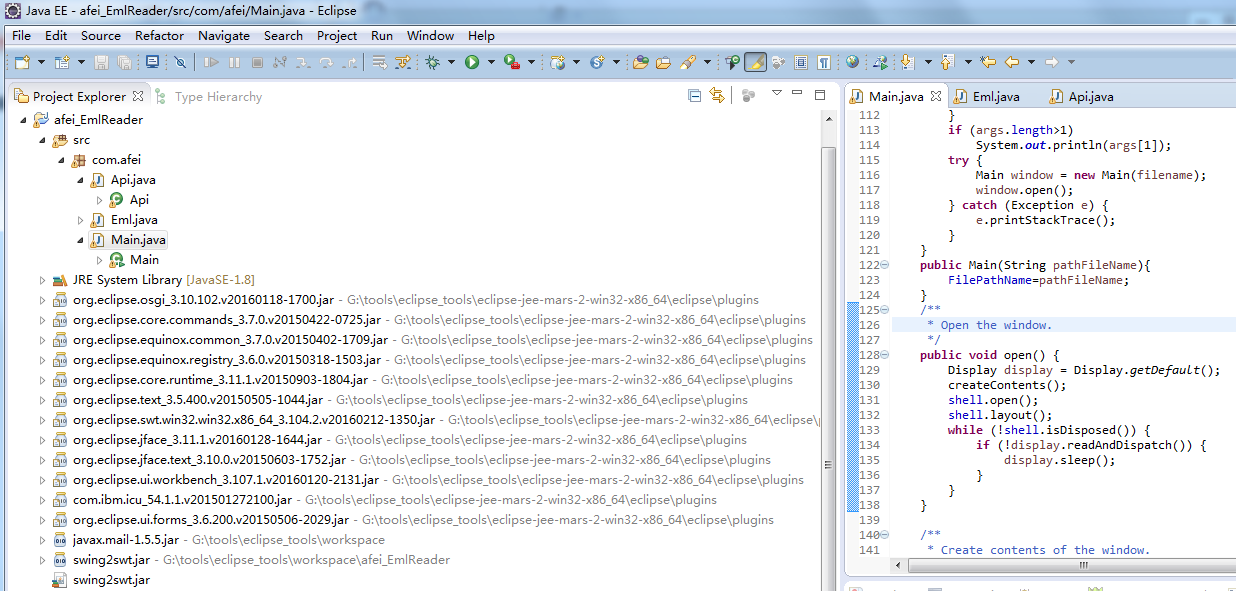 Java EE - afei_EmlReader/src/com/afei/Main.java - Eclipse
File Edit Source Refactor Navigate Search Project Run Window Help
Project Explorer Type Hierarchy
afei_EmlReader
src
com.afei
Api.java
Api
Eml.java
Main.java
Main
JRE System Library [JavaSE-1.8]
org.eclipse.osgi_3.10.102.v20160118-1700.jar - G:\tools\eclipse_tools\eclipse-jee-mars-2-win32-x86_64\eclipse\plugins
org.eclipse.core.commands_3.7.0.v20150422-0725.jar - G:\tools\eclipse_tools\eclipse-jee-mars-2-win32-x86_64\eclipse\plugins
org.eclipse.equinox.common_3.7.0.v20150402-1709.jar - G:\tools\eclipse_tools\eclipse-jee-mars-2-win32-x86_64\eclipse\plugins
org.eclipse.equinox.registry_3.6.0.v20150318-1503.jar - G:\tools\eclipse_tools\eclipse-jee-mars-2-win32-x86_64\eclipse\plugins
org.eclipse.core.runtime_3.11.1.v20150903-1804.jar - G:\tools\eclipse_tools\eclipse-jee-mars-2-win32-x86_64\eclipse\plugins
org.eclipse.text_3.5.400.v20150505-1044.jar - G:\tools\eclipse_tools\eclipse-jee-mars-2-win32-x86_64\eclipse\plugins
org.eclipse.swt.win32.win32.x86_64_3.104.2.v20160212-1350.jar - G:\tools\eclipse_tools\eclipse-jee-mars-2-win32-x86_64\eclipse\
org.eclipse.jface_3.11.1.v20160128-1644.jar - G:\tools\eclipse_tools\eclipse-jee-mars-2-win32-x86_64\eclipse\plugins
org.eclipse.jface.text_3.10.0.v20150603-1752.jar - G:\tools\eclipse_tools\eclipse-jee-mars-2-win32-x86_64\eclipse\plugins
org.eclipse.ui.workbench_3.107.1.v20160120-2131.jar - G:\tools\eclipse_tools\eclipse-jee-mars-2-win32-x86_64\eclipse\plugins
com.ibm.icu_54.1.1.v201501272100.jar - G:\tools\eclipse_tools\eclipse-jee-mars-2-win32-x86_64\eclipse\plugins
org.eclipse.ui.forms_3.6.200.v20150506-2029.jar - G:\tools\eclipse_tools\eclipse-jee-mars-2-win32-x86_64\eclipse\plugins
javax.mail-1.5.5.jar - G:\tools\eclipse_tools\workspace
swing2swt.jar - G:\tools\eclipse_tools\workspace\afei_EmlReader
swing2swt.jar
Main.java Eml.java Api.java
112 }
113 if (args.length>1)
114 System.out.println(args[1]);
115 try {
116 Main window = new Main(filename);
117 window.open();
118 } catch (Exception e) {
119 e.printStackTrace();
120 }
121 }
122 public Main(String pathFileName){
123 FilePathName=pathFileName;
124 }
125 /**
126 * Open the window.
127 */
128 public void open() {
129 Display display = Display.getDefault();
130 createContents();
131 shell.open();
132 shell.layout();
133 while (!shell.isDisposed()) {
134 if (!display.readAndDispatch()) {
135 display.sleep();
136 }
137 }
138 }
139
140 /**
141 * Create contents of the window.